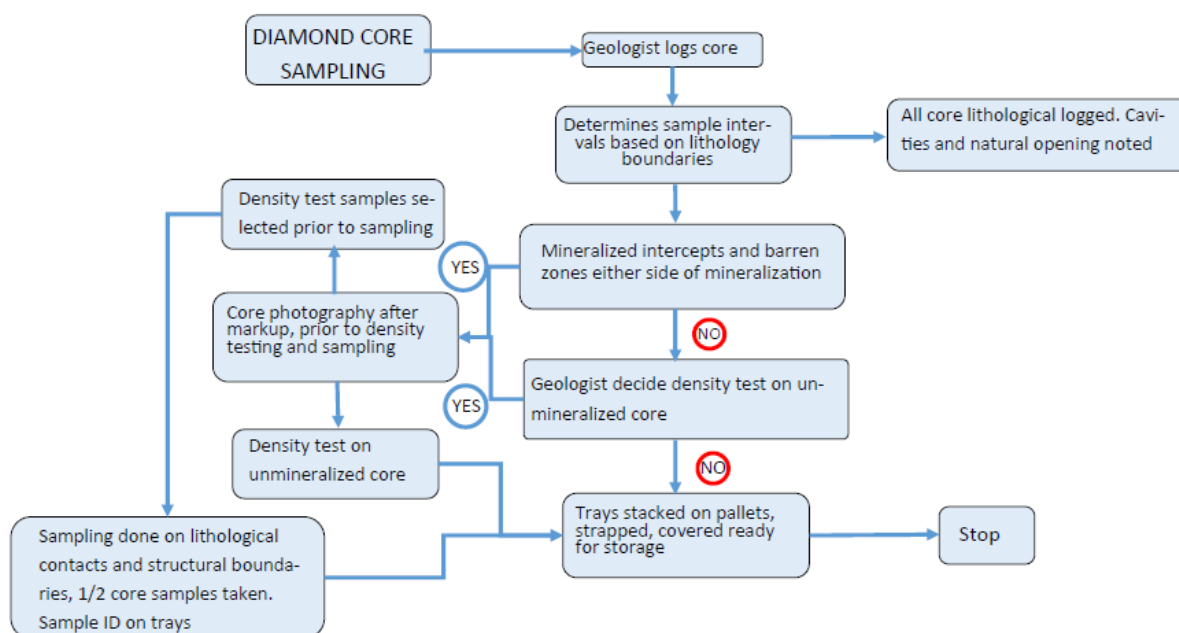 DIAMOND CORE
SAMPLING
Geologist logs core
Determines sample inter-
vals based on lithology
boundaries
All core lithological logged. Cavi-
ties and natural opening noted
Density test samples se-
lected prior to sampling
YES
Mineralized intercepts and barren
zones either side of mineralization
Core photography after
markup, prior to density
testing and sampling
NO
YES
Geologist decide density test on un-
mineralized core
Density test on
unmineralized core
NO
Trays stacked on pallets,
strapped, covered ready
for storage
Stop
Sampling done on lithological
contacts and structural bounda-
ries, 1/2 core samples taken.
Sample ID on trays